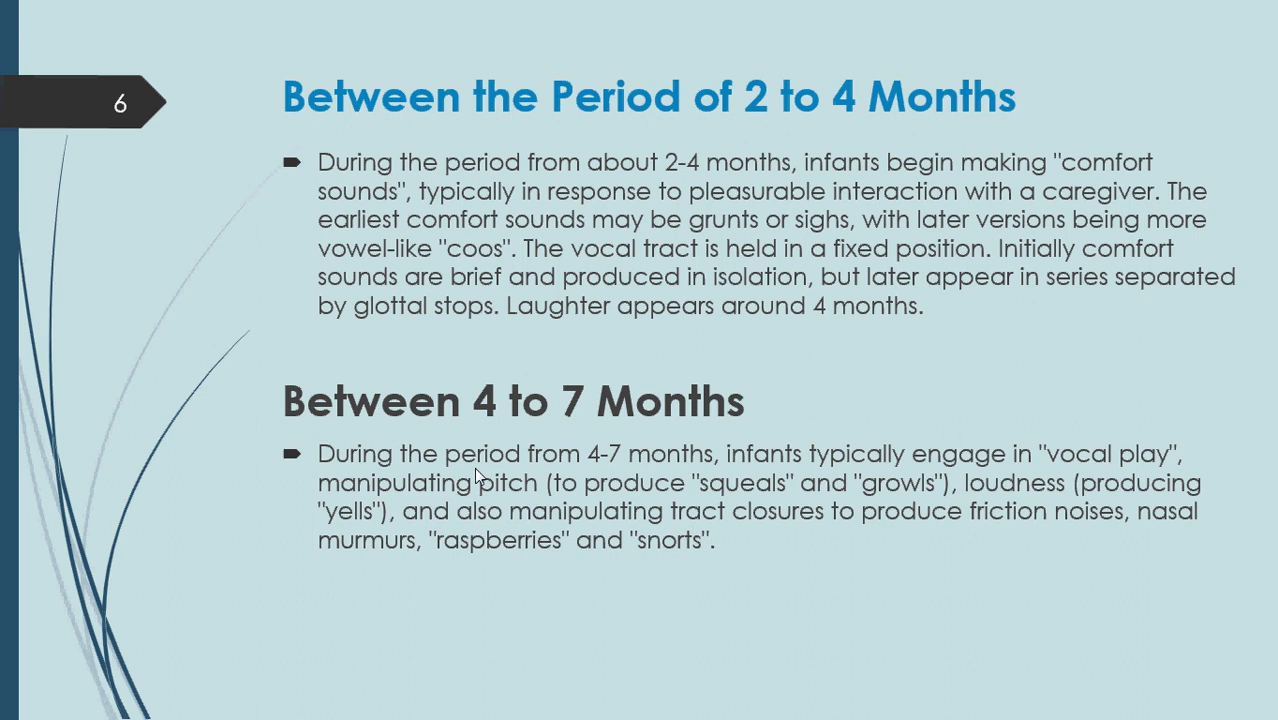 6
Between the Period of 2 to 4 Months
During the period from about 2-4 months, infants begin making "comfort
sounds", typically in response to pleasurable interaction with a caregiver. The
earliest comfort sounds may be grunts or sighs, with later versions being more
vowel-like "coos". The vocal tract is held in a fixed position. Initially comfort
sounds are brief and produced in isolation, but later appear in series separated
by glottal stops. Laughter appears around 4 months.
Between 4 to 7 Months
During the period from 4-7 months, infants typically engage in "vocal play",
manipulating pitch (to produce "squeals" and "growls"), loudness (producing
"yells"), and also manipulating tract closures to produce friction noises, nasal
murmurs, "raspberries" and "snorts".